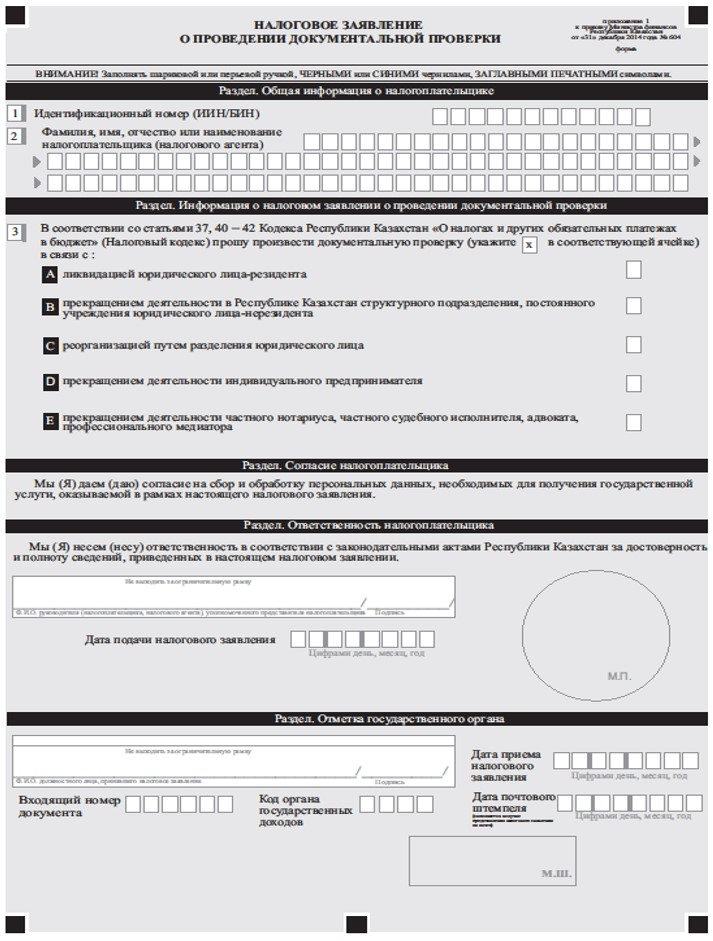 НАЛОГОВОЕ ЗАЯВЛЕНИЕ
О ПРОВЕДЕНИИ ДОКУМЕНТАЛЬНОЙ ПРОВЕРКИ
приложение 1
к приказу Министра финансов
Республики Казахстан
от «31» декабря 2014 года № 604
форма
ВНИМАНИЕ! Заполнять шариковой или перьевой ручкой, ЧЕРНЫМИ или СИНИМИ чернилами, ЗАГЛАВНЫМИ ПЕЧАТНЫМИ символами.
Раздел. Общая информация о налогоплательщике
1 Идентификационный номер (ИИН/БИН)
2 Фамилия, имя, отчество или наименование
налогоплательщика (налогового агента)
Раздел. Информация о налоговом заявлении о проведении документальной проверки
3 В соответствии со статьями 37, 40 – 42 Кодекса Республики Казахстан «О налогах и других обязательных платежах
в бюджет» (Налоговый кодекс) прошу произвести документальную проверку (укажите x в соответствующей ячейке)
в связи с :
A ликвидацией юридического лица-резидента
B прекращением деятельности в Республике Казахстан структурного подразделения, постоянного
учреждения юридического лица-нерезидента
C реорганизацией путем разделения юридического лица
D прекращением деятельности индивидуального предпринимателя
E прекращением деятельности частного нотариуса, частного судебного исполнителя, адвоката,
профессионального медиатора
Раздел. Согласие налогоплательщика
Мы (Я) даем (даю) согласие на сбор и обработку персональных данных, необходимых для получения государственной
услуги, оказываемой в рамках настоящего налогового заявления.
Раздел. Ответственность налогоплательщика
Мы (Я) несем (несу) ответственность в соответствии с законодательными актами Республики Казахстан за достоверность
и полноту сведений, приведенных в настоящем налоговом заявлении.
Не выходить за ограничительную рамку
Ф.И.О. руководителя (налогоплательщика, налогового агента), уполномоченного представителя налогоплательщика Подпись
Дата подачи налогового заявления
Цифрами день, месяц, год
М.П.
Раздел. Отметка государственного органа
Не выходить за ограничительную рамку
Ф.И.О. должностного лица, принявшего налоговое заявление Подпись
Дата приема
налогового
заявления
Цифрами день, месяц, год
Входящий номер
документа
Код органа
государственных
доходов
Дата почтового
штемпеля
Цифрами день, месяц, год
М.Ш.